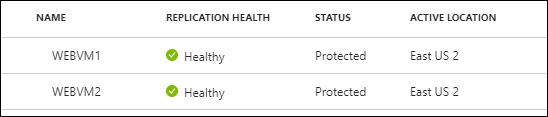 NAME REPLICATION HEALTH STATUS ACTIVE LOCATION
WEBVM1 Healthy Protected East US 2
WEBVM2 Healthy Protected East US 2